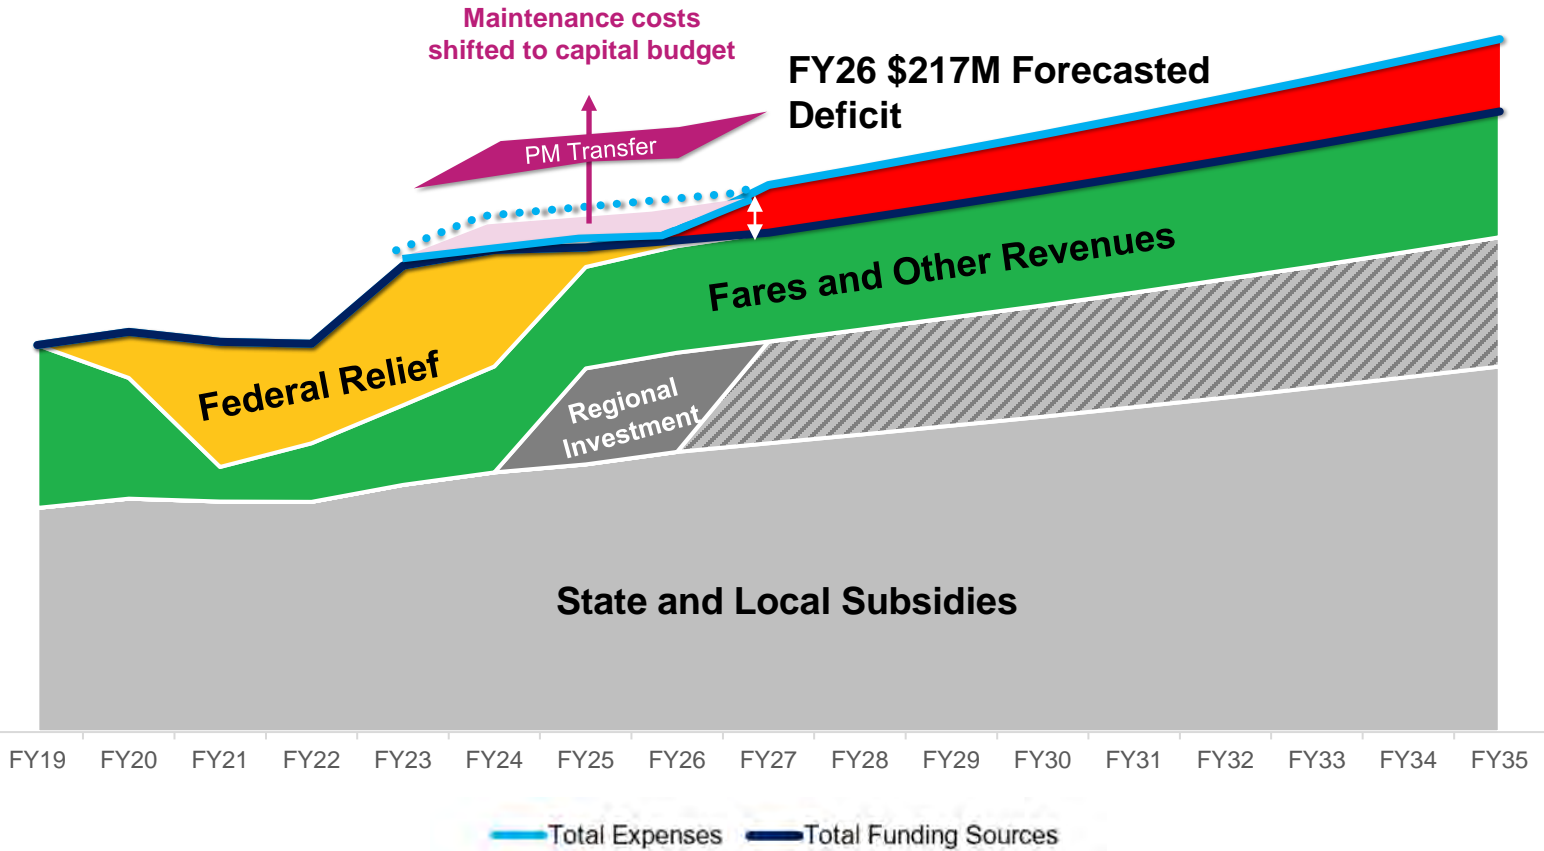 Maintenance costs
shifted to capital budget
FY26 $217M Forecasted
Deficit
PM Transfer
Fares and Other Revenues
Federal Relief
Regional
Investment
State and Local Subsidies
FY19 FY20 FY21 FY22 FY23 FY24 FY25 FY26 FY27 FY28 FY29 FY30 FY31 FY32 FY33 FY34 FY35
Total Expenses Total Funding Sources